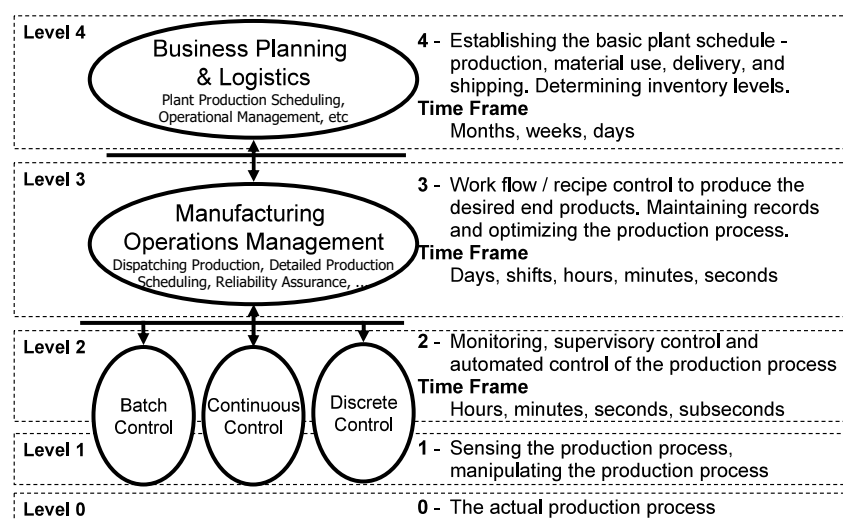 Level 4
Business Planning
& Logistics
Plant Production Scheduling,
Operational Management, etc
4 - Establishing the basic plant schedule -
production, material use, delivery, and
shipping. Determining inventory levels.
Time Frame
Months, weeks, days
Level 3
Manufacturing
Operations Management
Dispatching Production, Detailed Production
Scheduling, Reliability Assurance, ...
3 - Work flow / recipe control to produce the
desired end products. Maintaining records
and optimizing the production process.
Time Frame
Days, shifts, hours, minutes, seconds
Level 2
Batch
Control
Continuous
Control
Discrete
Control
2 - Monitoring, supervisory control and
automated control of the production process
Time Frame
Hours, minutes, seconds, subseconds
Level 1
1 - Sensing the production process,
manipulating the production process
Level 0
0 - The actual production process